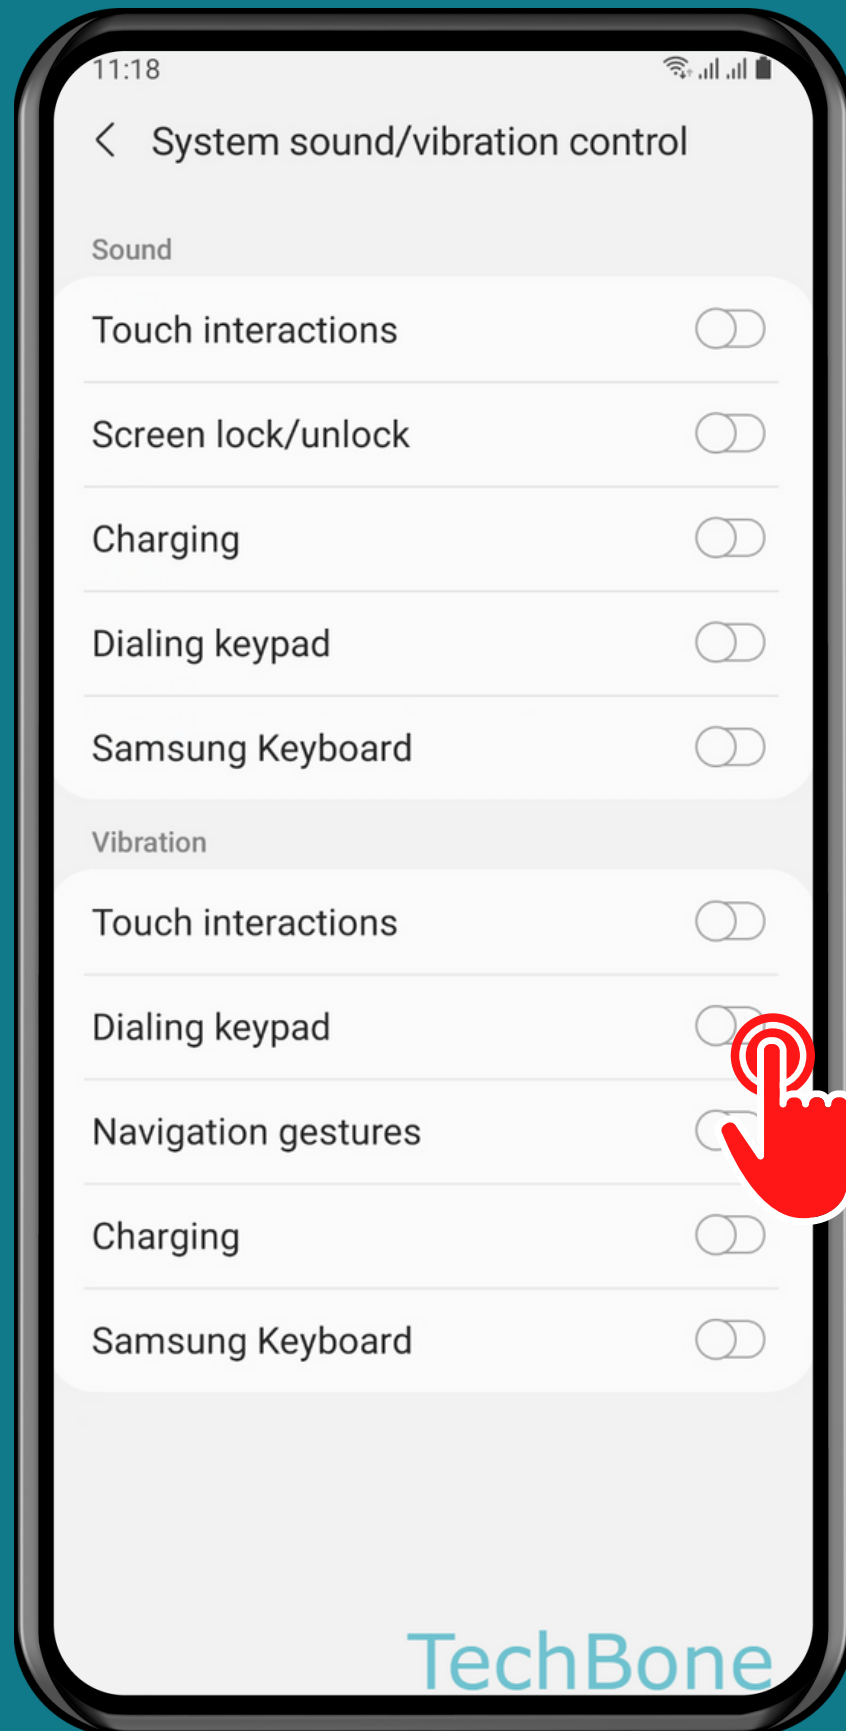 11:18
System sound/vibration control
Sound
Touch interactions
Screen lock/unlock
Charging
Dialing keypad
Samsung Keyboard
Vibration
Touch interactions
Dialing keypad
Navigation gestures
Charging
Samsung Keyboard
TechBone